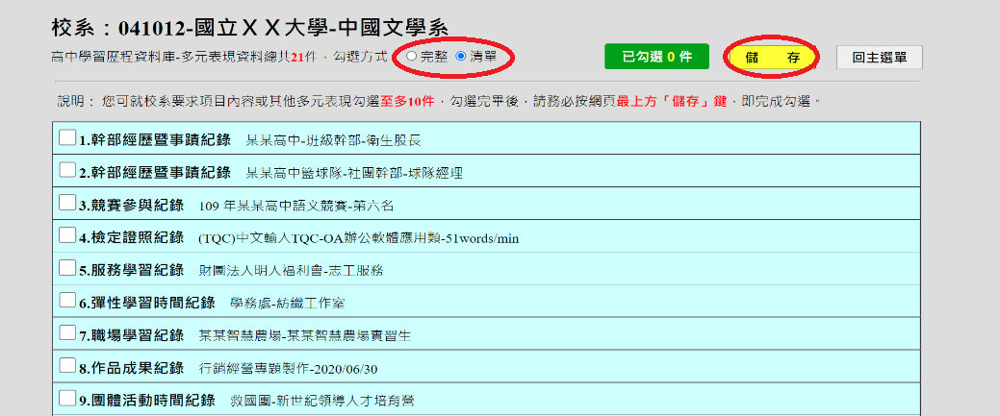 校系：041012-國立ＸＸ大學-中國文學系
高中學習歷程資料庫-多元表現資料總共21件，勾選方式 完整 清單 已勾選 0 件 儲 存 回主選單
說明： 您可就校系要求項目內容或其他多元表現勾選至多10件，勾選完畢後，請務必按網頁最上方「儲存」鍵，即完成勾選。
1.幹部經歷暨事蹟紀錄 某某高中-班級幹部-衛生股長
2.幹部經歷暨事蹟紀錄 某某高中籃球隊-社團幹部-球隊經理
3.競賽參與紀錄 109 年某某高中語文競賽-第六名
4.檢定證照紀錄 (TQC)中文輸入TQC-OA辦公軟體應用類-51words/min
5.服務學習紀錄 財團法人明人福利會-志工服務
6.彈性學習時間紀錄 學務處-紡織工作室
7.職場學習紀錄 某某智慧農場-某某智慧農場實習生
8.作品成果紀錄 行銷經營專題製作-2020/06/30
9.團體活動時間紀錄 救國團-新世紀領導人才培育營